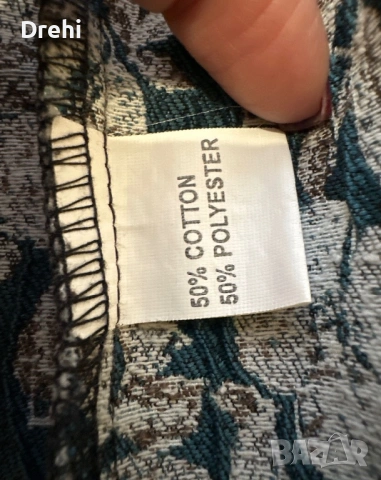 Drehi
50% COTTON
50% POLYESTER
BAZAR